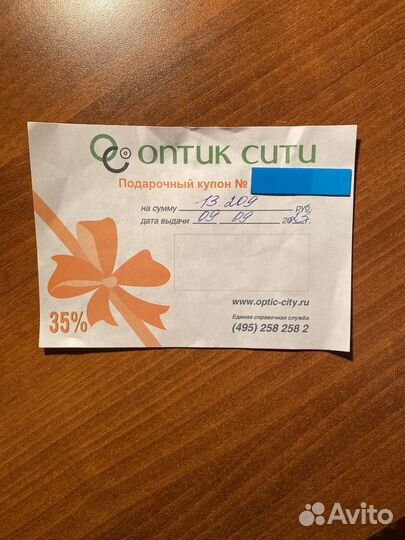 ОПТИК СИТИ
Подарочный купон №
на сумму 13 209 руб.
дата выдачи 09 09 20 г.
www.optic-city.ru
Единая справочная служба
(495) 258 258 2
35%
Avito